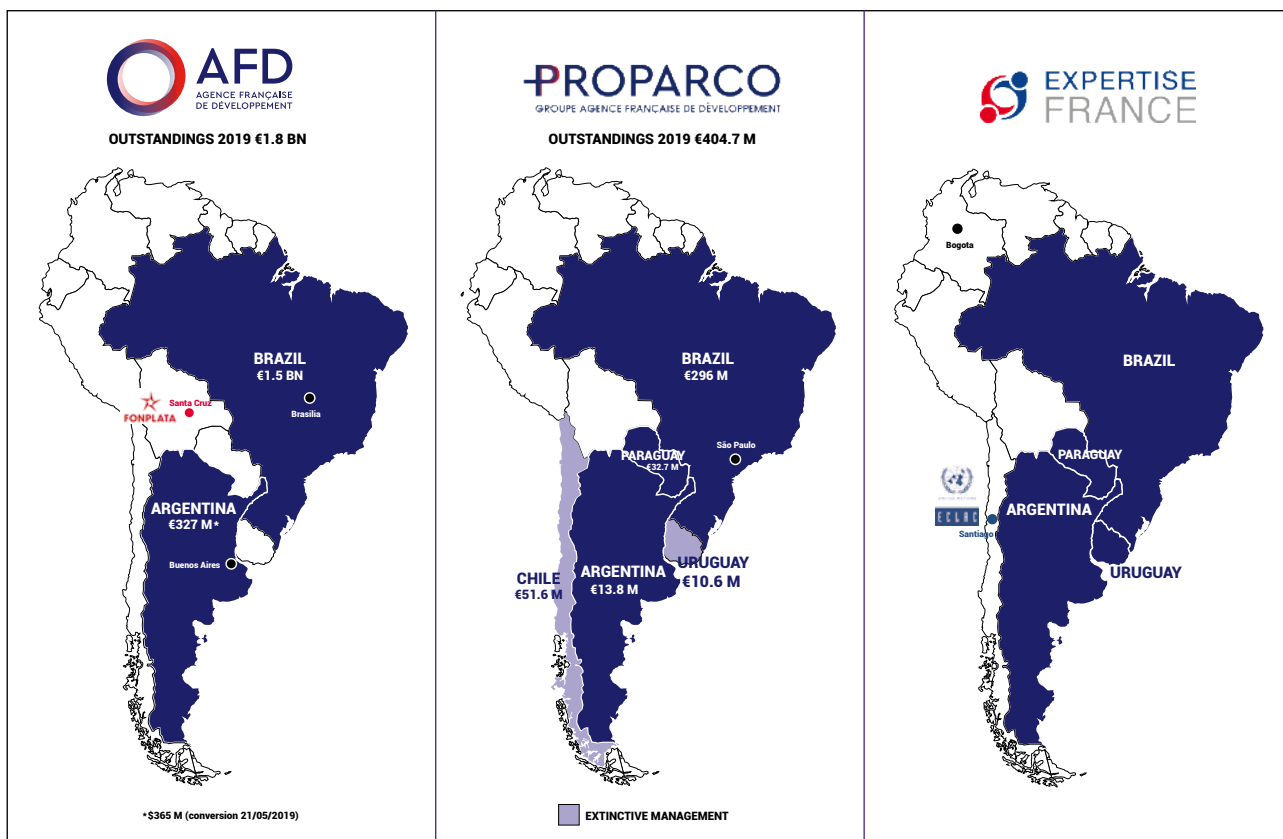 AFD
AGENCE FRANÇAISE
DE DÉVELOPPEMENT
OUTSTANDINGS 2019 €1.8 BN
BRAZIL
€1.5 BN
Brasilia
Santa Cruz
FONPLATA
ARGENTINA
€327 M*
Buenos Aires
*$365 M (conversion 21/05/2019)
PROPARCO
GROUPE AGENCE FRANÇAISE DE DÉVELOPPEMENT
OUTSTANDINGS 2019 €404.7 M
BRAZIL
€296 M
São Paulo
PARAGUAY
€32.7 M
URUGUAY
€10.6 M
CHILE
€51.6 M
ARGENTINA
€13.8 M
EXTINCTIVE MANAGEMENT
EXPERTISE
FRANCE
Bogota
BRAZIL
PARAGUAY
UNITED NATIONS
ECLAC
Santiago
ARGENTINA
URUGUAY